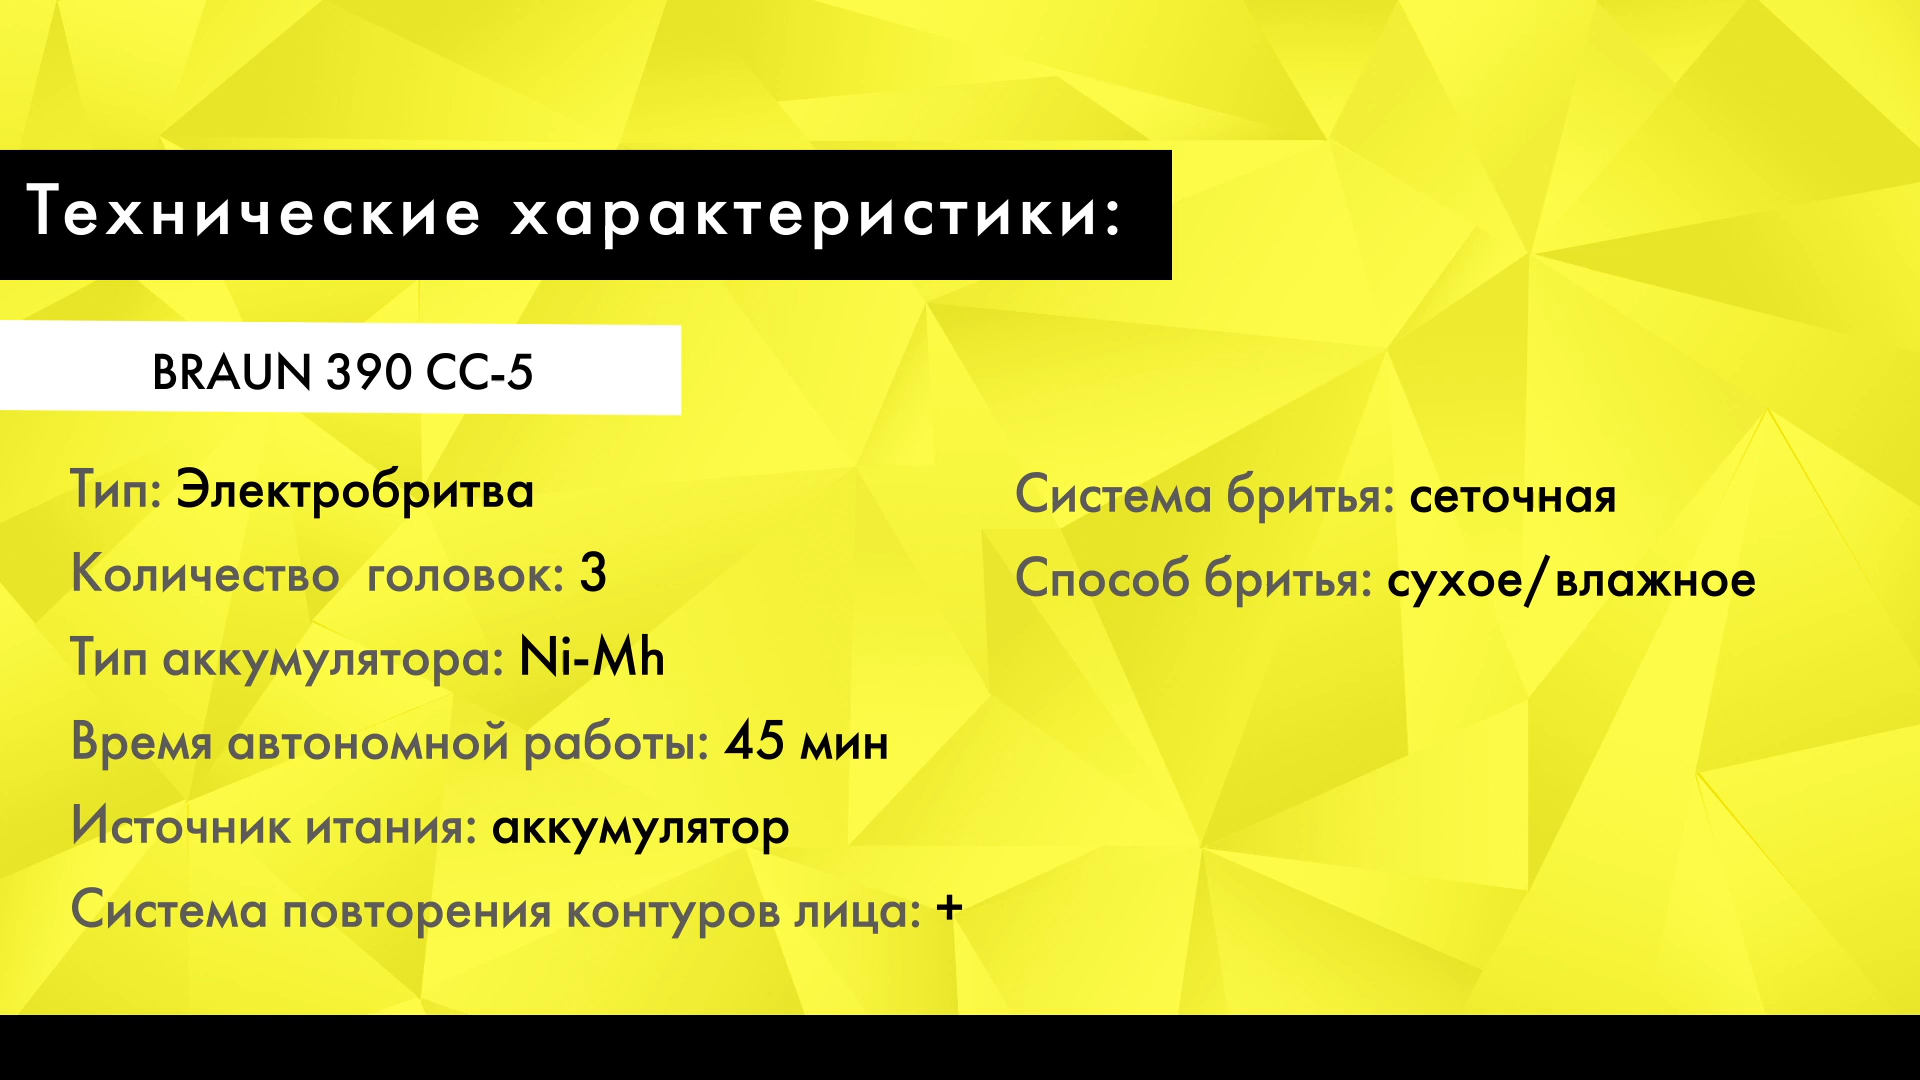 Технические характеристики:
BRAUN 390 CC-5
Тип: Электробритва
Количество  головок: 3
Тип аккумулятора: Ni-Mh
Время автономной работы: 45 мин
Источник итания: аккумулятор
Система повторения контуров лица: +
Система бритья: сеточная
Способ бритья: сухое/влажное